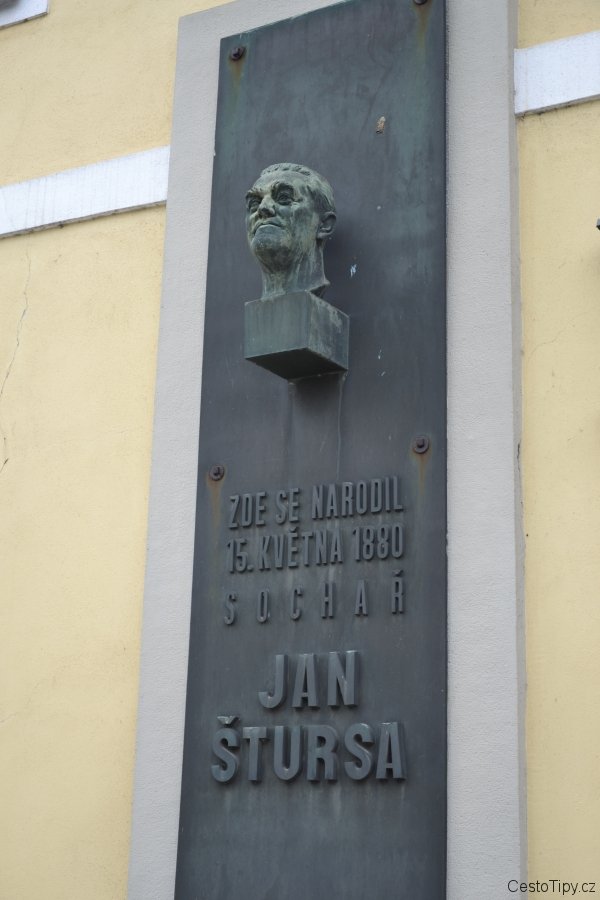 ZDE SE NARODIL
15. KVĚTNA 1880
SOCHAŘ
JAN
ŠTURSA
CestoTipy.cz